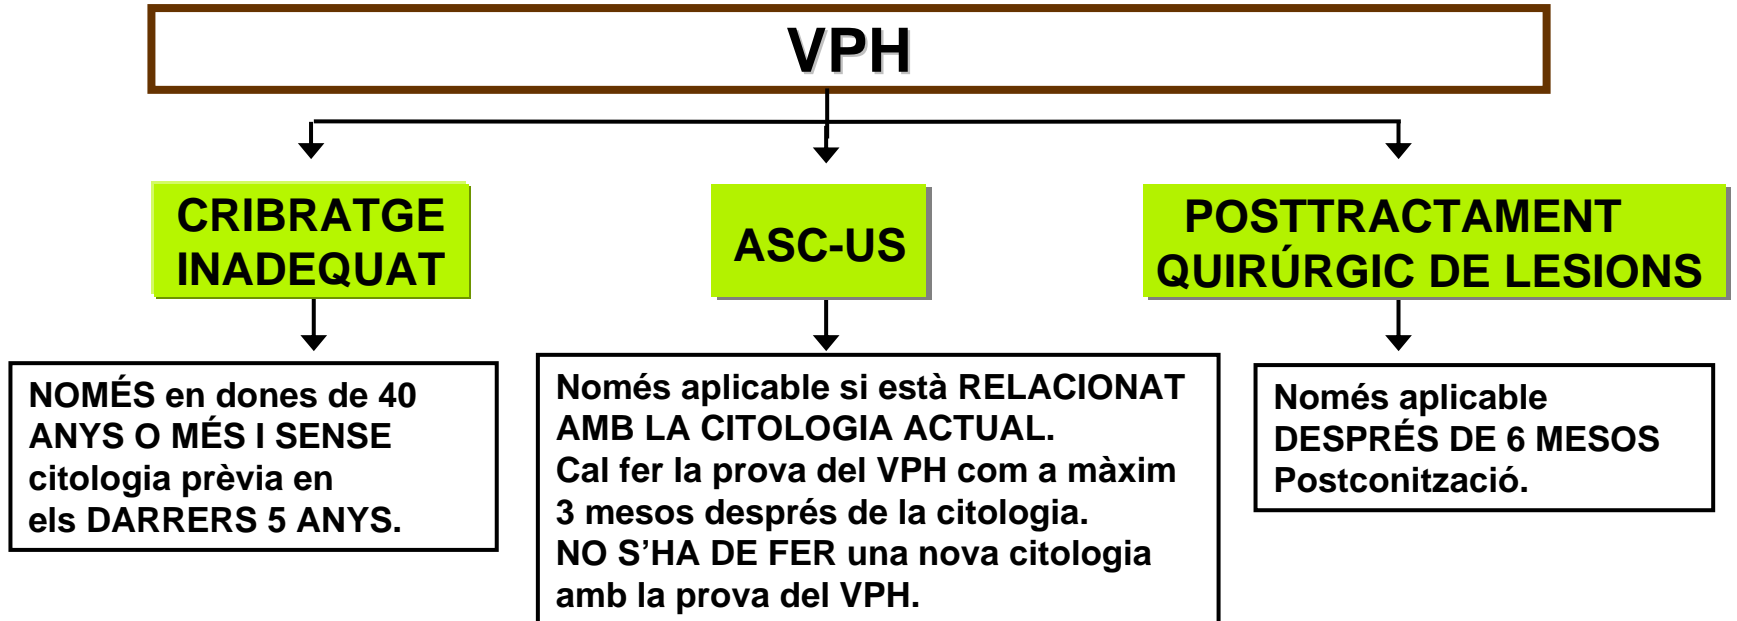 VPH
CRIBRATGE
INADEQUAT
ASC-US
POSTTRACTAMENT
QUIRÚRGIC DE LESIONS
NOMÉS en dones de 40
ANYS O MÉS I SENSE
citologia prèvia en
els DARRERS 5 ANYS.
Només aplicable si està RELACIONAT
AMB LA CITOLOGIA ACTUAL.
Cal fer la prova del VPH com a màxim
3 mesos després de la citologia.
NO S’HA DE FER una nova citologia
amb la prova del VPH.
Només aplicable
DESPRÉS DE 6 MESOS
Postconització.